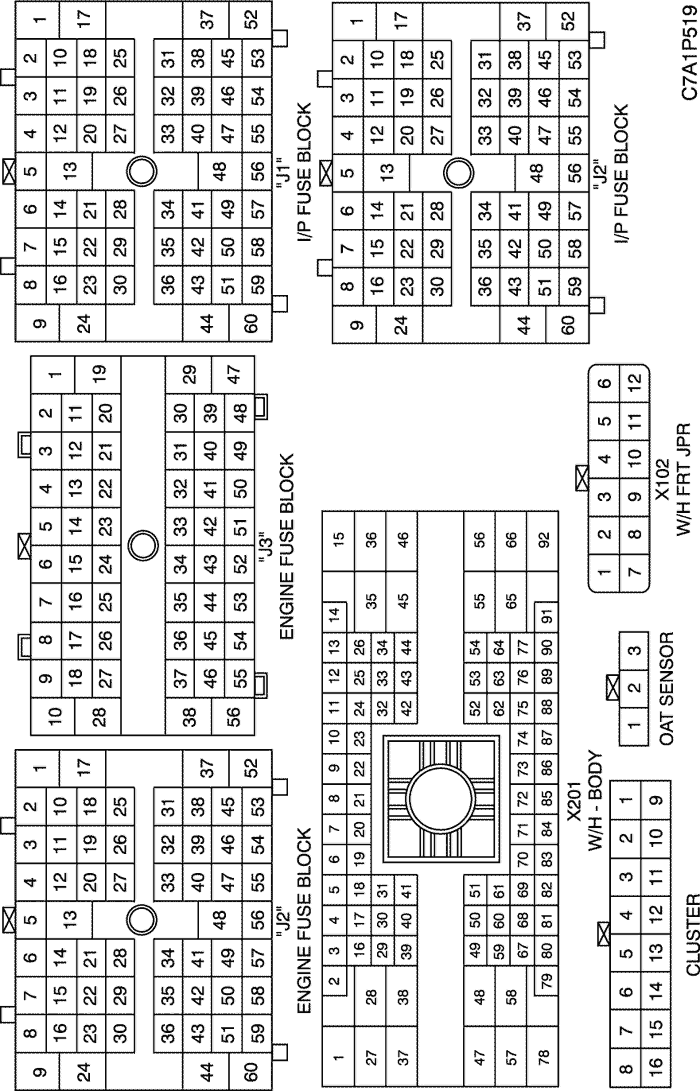 9 8 7 6 5 4 3 2 1
16 15 14 13 12 11 10
24 23 22 21 20 19 18 17
30 29 28 27 26 25
36 35 34 33 32 31
44 43 42 41 40 39 38 37
51 50 49 48 47 46 45
60 59 58 57 56 55 54 53 52
"J2"
ENGINE FUSE BLOCK
10 9 8 7 6 5 4 3 2 1
18 17 16 15 14 13 12 11
28 27 26 25 24 23 22 21 20 19
38 37 36 35 34 33 32 31 30 29
46 45 44 43 42 41 40 39
56 55 54 53 52 51 50 49 48 47
"J3"
ENGINE FUSE BLOCK
9 8 7 6 5 4 3 2 1
16 15 14 13 12 11 10
24 23 22 21 20 19 18 17
30 29 28 27 26 25
36 35 34 33 32 31
44 43 42 41 40 39 38 37
51 50 49 48 47 46 45
60 59 58 57 56 55 54 53 52
"J1"
I/P FUSE BLOCK
1 2 3 4 5 6 7 8 9 10 11 12 13 14 15
16 17 18 19 20 21 22 23 24 25 26
27 28 29 30 31 32 33 34 35 36
37 38 39 40 41 42 43 44 45 46
47 48 49 50 51 52 53 54 55 56
57 58 59 60 61 62 63 64 65 66
67 68 69 70 71 72 73 74 75 76 77
78 79 80 81 82 83 84 85 86 87 88 89 90 91 92
X201
W/H - BODY
9 8 7 6 5 4 3 2 1
16 15 14 13 12 11 10
24 23 22 21 20 19 18 17
30 29 28 27 26 25
36 35 34 33 32 31
44 43 42 41 40 39 38 37
51 50 49 48 47 46 45
60 59 58 57 56 55 54 53 52
"J2"
I/P FUSE BLOCK
8 7 6 5 4 3 2 1
16 15 14 13 12 11 10 9
CLUSTER
1 2 3
OAT SENSOR
1 2 3 4 5 6
7 8 9 10 11 12
X102
W/H FRT JPR
C7A1P519